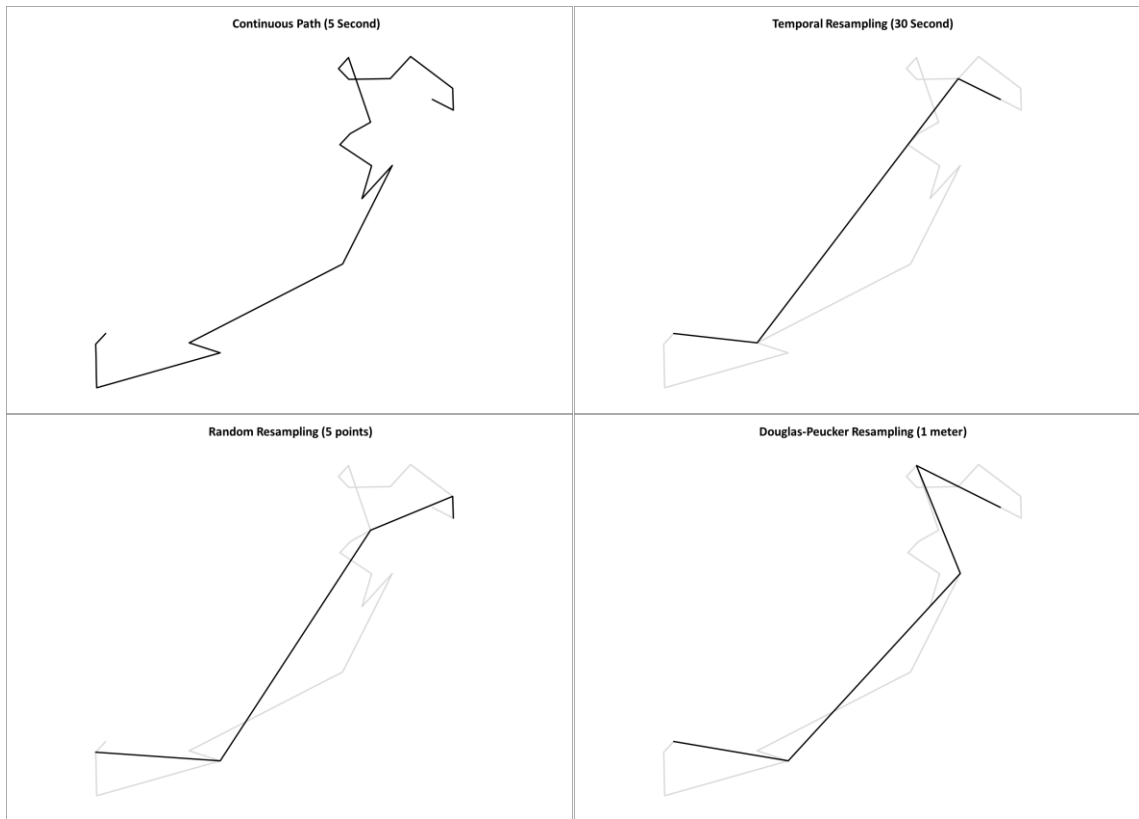 Continuous Path (5 Second)
Temporal Resampling (30 Second)
Random Resampling (5 points)
Douglas-Peucker Resampling (1 meter)